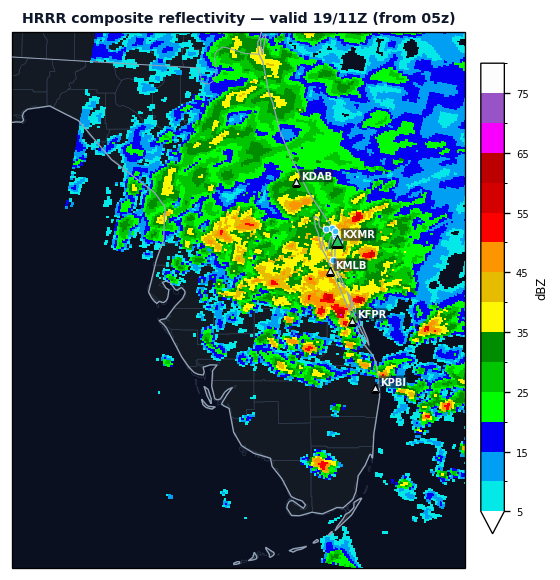 HRRR composite reflectivity — valid 19/11Z (from 05z)
KDAB
KXMR
KMLB
KFPR
KPBI
75
65
55
45
35
25
15
5
dBZ